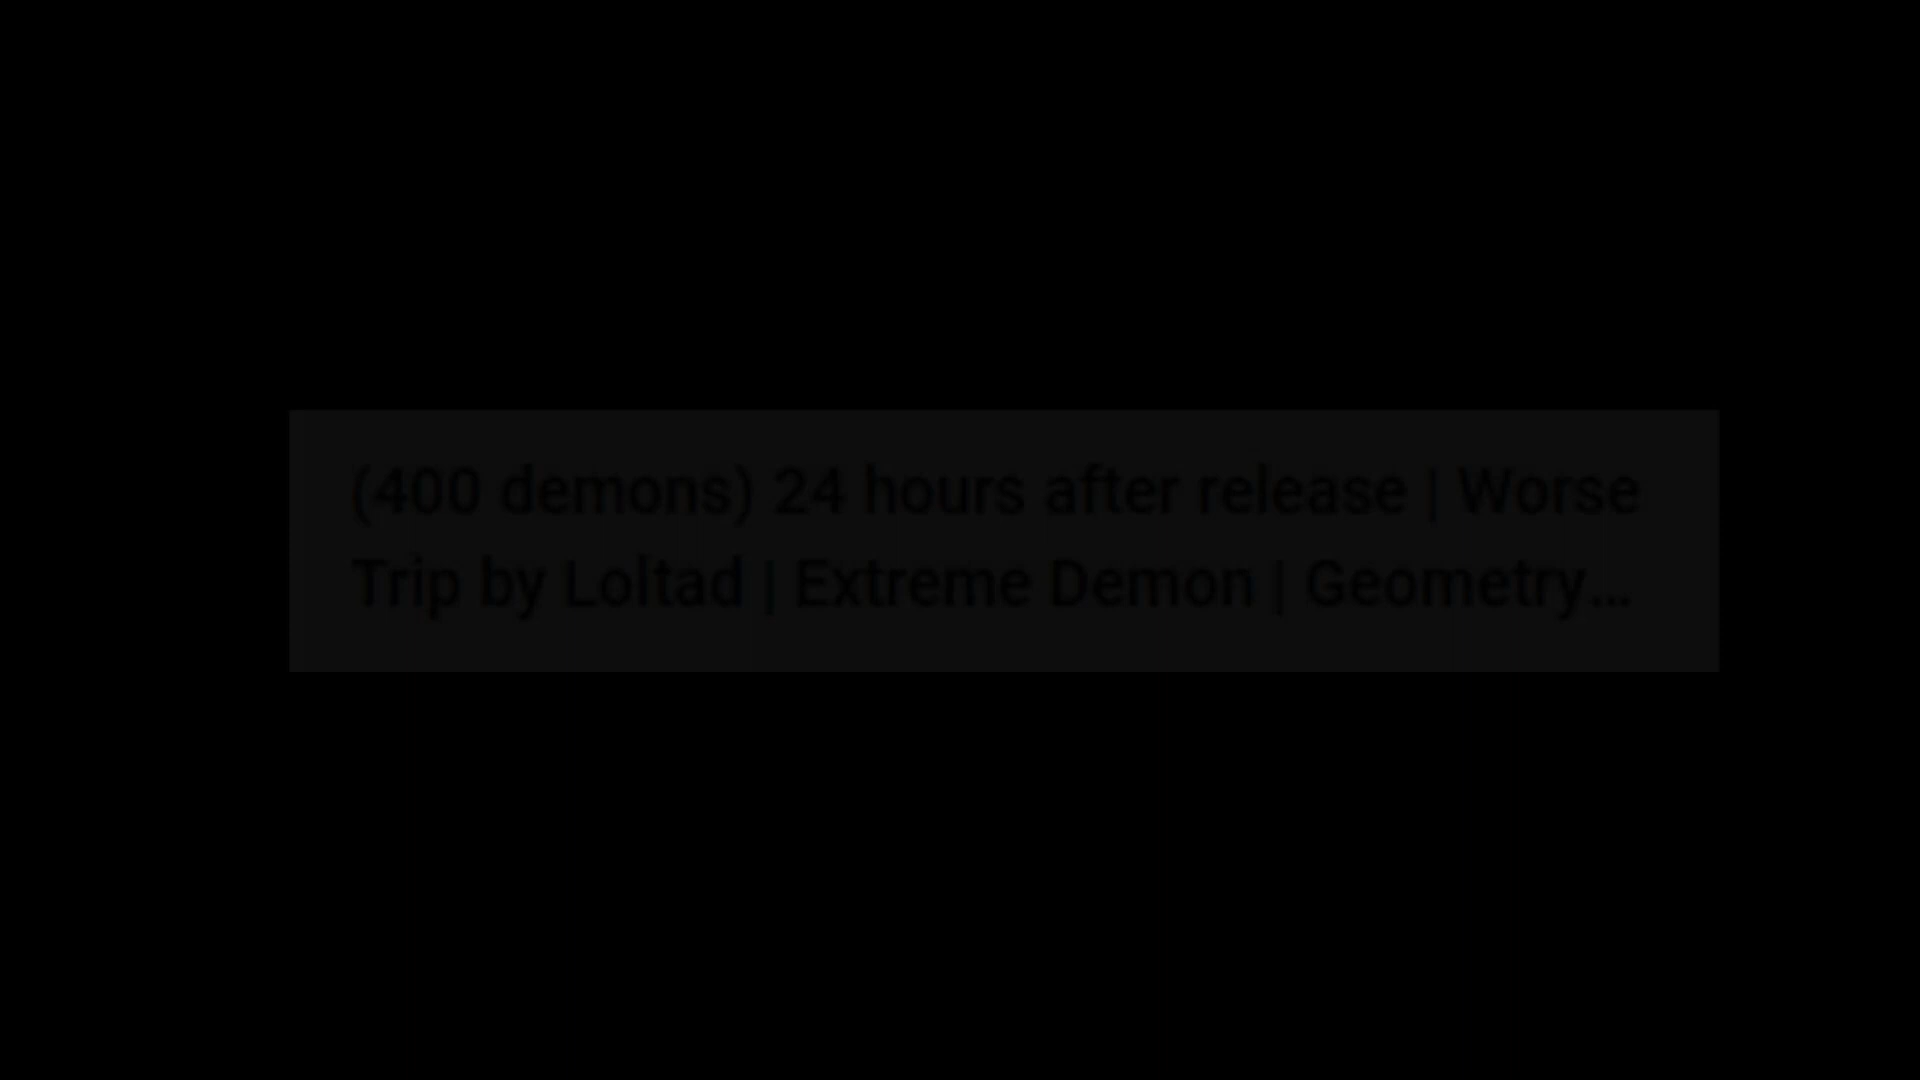 (400 demons) 24 hours after release | Worse
Trip by Loltad | Extreme Demon | Geometry...